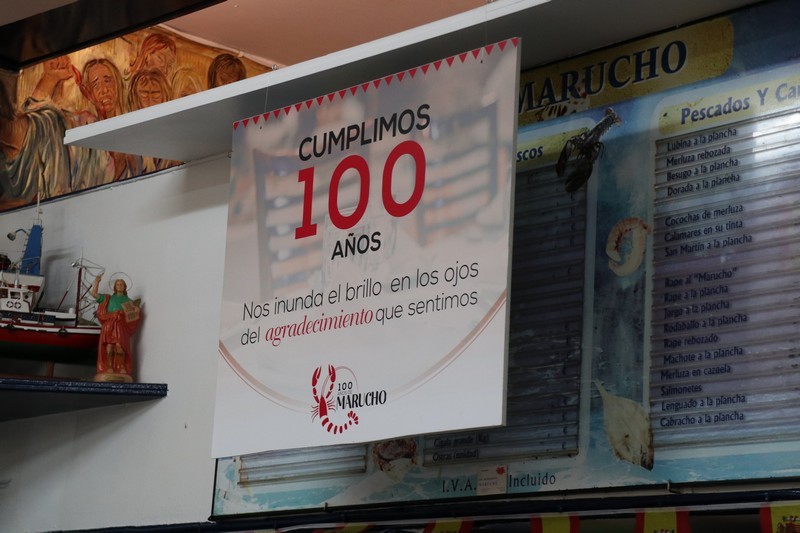 CUMPLIMOS
100
AÑOS
Nos inunda el brillo en los ojos
del agradecimiento que sentimos
100
MARUCHO
MARUCHO
Pescados Y
Lubina a la plancha
Merluza rebozada
Besugo a la plancha
Dorada a la plancha
Cocochas de merluza
Calamares en su tinta
San Martín a la plancha
Rape al "Marucho"
Rape a la plancha
Jargo a la plancha
Rodaballo a la plancha
Rape rebozado
Machote a la plancha
Merluza en cazuela
Salmonetes
Lenguado a la plancha
Cabracho a la plancha
I.V.A. Incluido